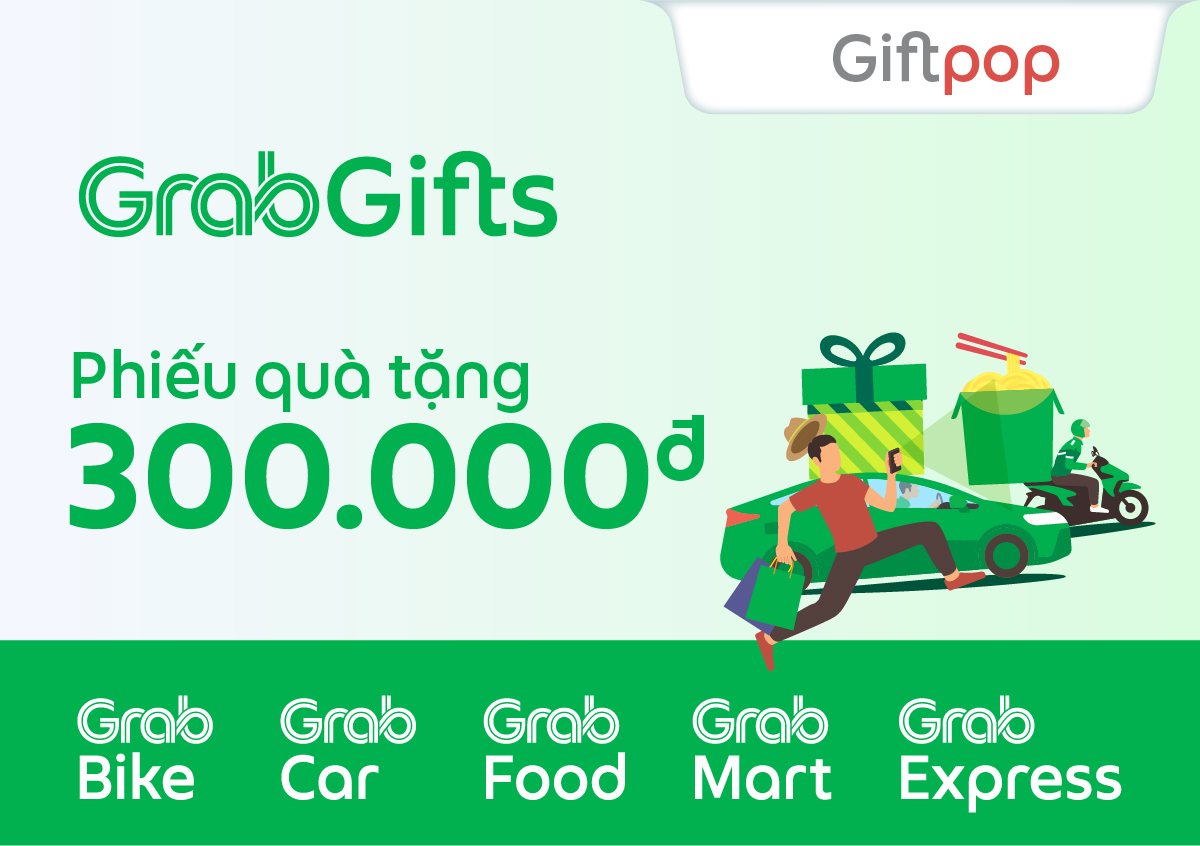 Giftpop
GrabGifts
Phiếu quà tặng
300.000đ
Grab Bike
Grab Car
Grab Food
Grab Mart
Grab Express